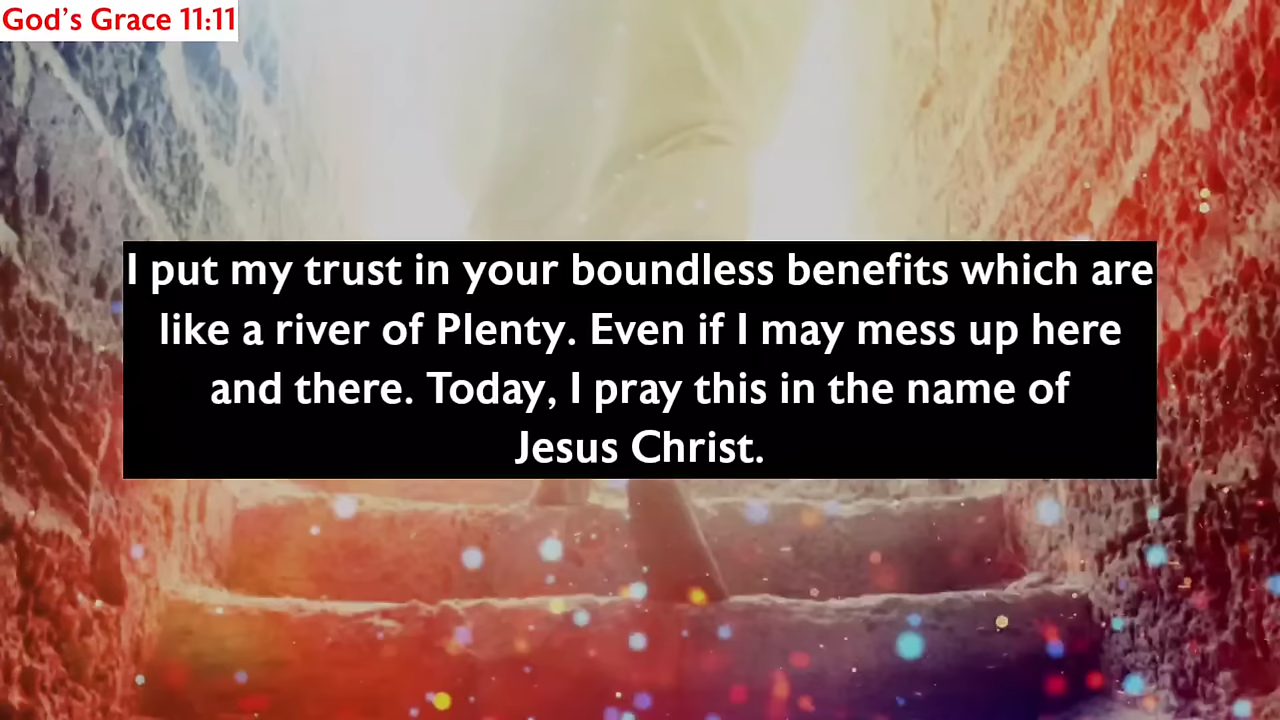 God's Grace 11:11
I put my trust in your boundless benefits which are
like a river of Plenty. Even if I may mess up here
and there. Today, I pray this in the name of
Jesus Christ.